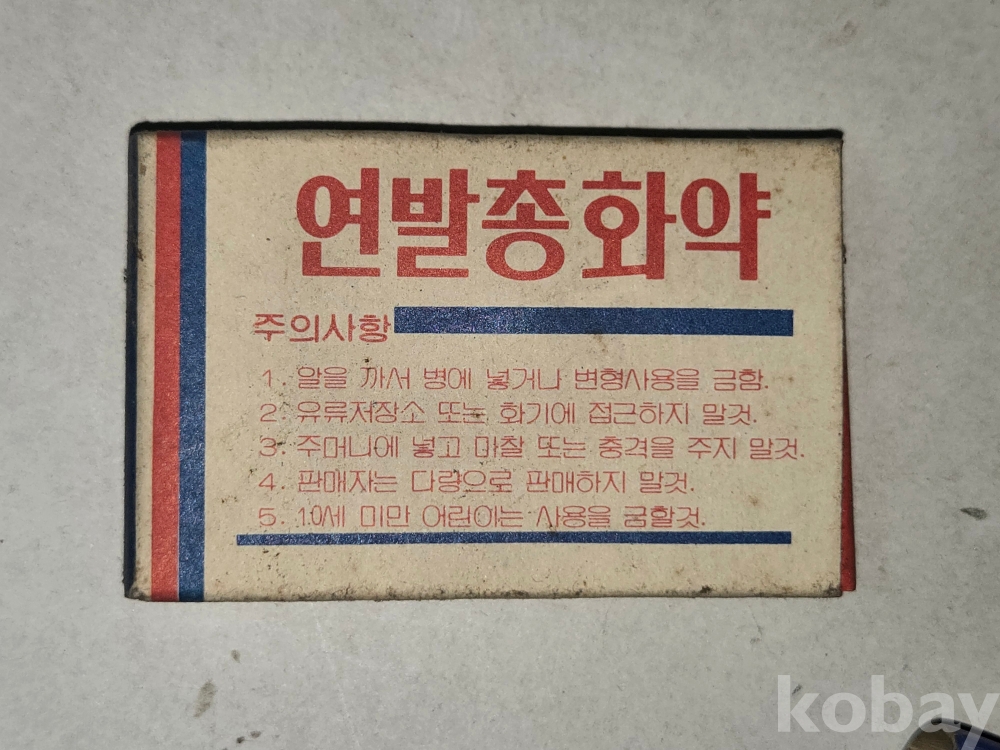 연발총화약
주의사항
1. 알을 까서 병에 넣거나 변형사용을 금함.
2. 유류저장소 또는 화기에 접근하지 말것.
3. 주머니에 넣고 마찰 또는 충격을 주지 말것.
4. 판매자는 다량으로 판매하지 말것.
5. 10세 미만 어린이는 사용을 굼할것.
kobay